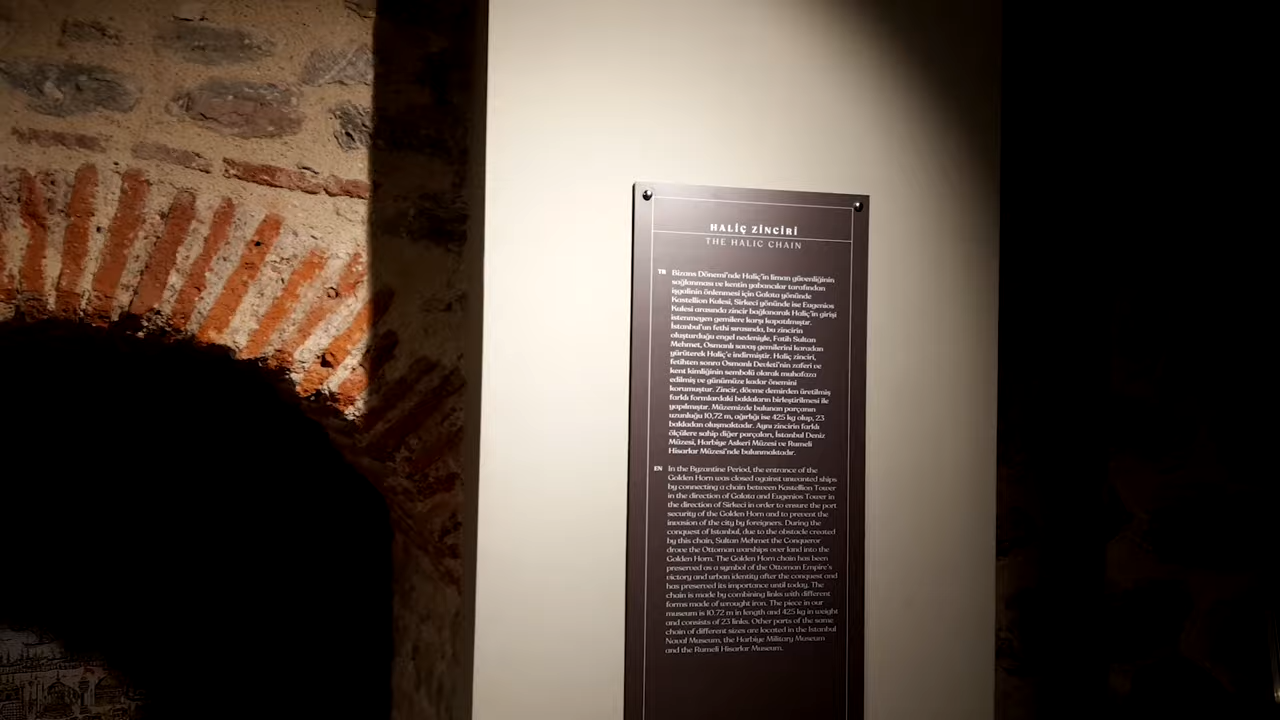 HALİÇ ZİNCİRİ
THE HALIC CHAIN
TR Bizans Dönemi'nde Haliç'in liman güvenliğinin
sağlanması ve kentin yabancılar tarafından
işgalinin önlenmesi için Galata yönünde
Kastellion Kulesi, Sirkeci yönünde ise Eugenios
Kulesi arasında zincir bağlanarak Haliç'in girişi
istenmeyen gemilere karşı kapatılmıştır.
İstanbul'un fethi sırasında, bu zincirin
oluşturduğu engel nedeniyle, Fatih Sultan
Mehmet, Osmanlı savaş gemilerini karadan
yürüterek Haliç'e indirmiştir. Haliç zinciri,
fetihten sonra Osmanlı Devleti'nin zaferi ve
kent kimliğinin sembolü olarak muhafaza
edilmiş ve günümüze kadar önemini
korumuştur. Zincir, dövme demirden üretilmiş
farklı formlardaki baklaların birleştirilmesi ile
yapılmıştır. Müzemizde bulunan parçanın
uzunluğu 10,72 m, ağırlığı ise 425 kg olup, 23
bakladan oluşmaktadır. Aynı zincirin farklı
ölçülere sahip diğer parçaları, İstanbul Deniz
Müzesi, Harbiye Askeri Müzesi ve Rumeli
Hisarlar Müzesi'nde bulunmaktadır.
EN In the Byzantine Period, the entrance of the
Golden Horn was closed against unwanted ships
by connecting a chain between Kastellion Tower
in the direction of Galata and Eugenios Tower in
the direction of Sirkeci in order to ensure the port
security of the Golden Horn and to prevent the
invasion of the city by foreigners. During the
conquest of Istanbul, due to the obstacle created
by this chain, Sultan Mehmet the Conqueror
drove the Ottoman warships over land into the
Golden Horn. The Golden Horn chain has been
preserved as a symbol of the Ottoman Empire's
victory and urban identity after the conquest and
has preserved its importance until today. The
chain is made by combining links with different
forms made of wrought iron. The piece in our
museum is 10.72 m in length and 425 kg in weight
and consists of 23 links. Other parts of the same
chain of different sizes are located in the Istanbul
Naval Museum, the Harbiye Military Museum
and the Rumeli Hisarlar Museum.